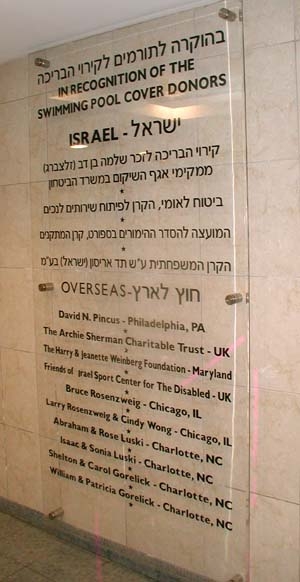 בהוקרה לתורמים לקירוי הבריכה
IN RECOGNITION OF THE
SWIMMING POOL COVER DONORS
ישראל - ISRAEL
קירוי הבריכה לזכר שלמה בן דב (זלצברג)
ממקימי אגף השיקום במשרד הביטחון
*
ביטוח לאומי, הקרן לפיתוח שירותים לנכים
*
המועצה להסדר ההימורים בספורט, קרן המתקנים
*
הקרן המשפחתית ע"ש תד אריסון (ישראל) בע"מ
חוץ לארץ-OVERSEAS
David N. Pincus - Philadelphia, PA
*
The Archie Sherman Charitable Trust - UK
*
The Harry & Jeanette Weinberg Foundation - Maryland
*
Friends of Israel Sport Center for The Disabled - UK
*
Bruce Rosenzweig - Chicago, IL
*
Larry Rosenzweig & Cindy Wong - Chicago, IL
*
Abraham & Rose Luski - Charlotte, NC
*
Isaac & Sonia Luski - Charlotte, NC
*
Shelton & Carol Gorelick - Charlotte, NC
*
William & Patricia Gorelick - Charlotte, NC
*